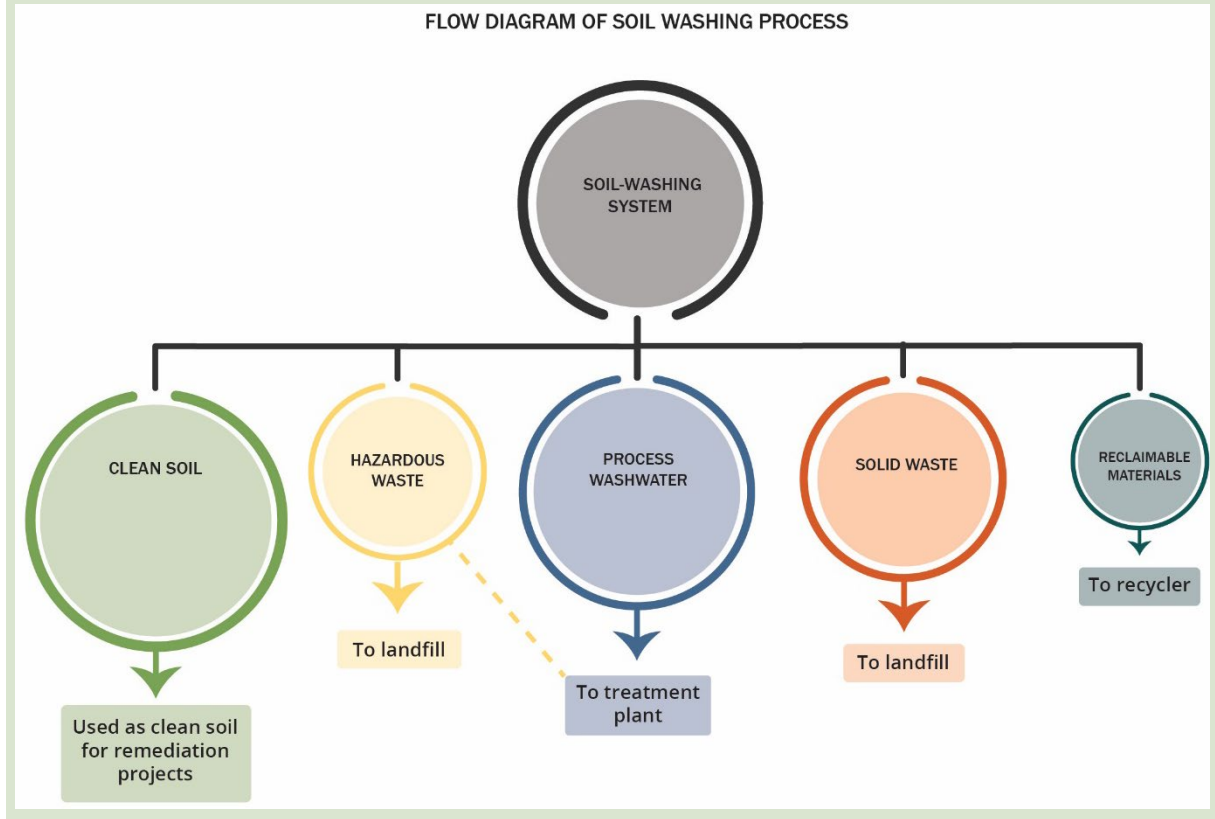 FLOW DIAGRAM OF SOIL WASHING PROCESS
SOIL-WASHING
SYSTEM
CLEAN SOIL
HAZARDOUS
WASTE
PROCESS
WASHWATER
SOLID WASTE
RECLAIMABLE
MATERIALS
Used as clean soil
for remediation
projects
To landfill
To treatment
plant
To landfill
To recycler